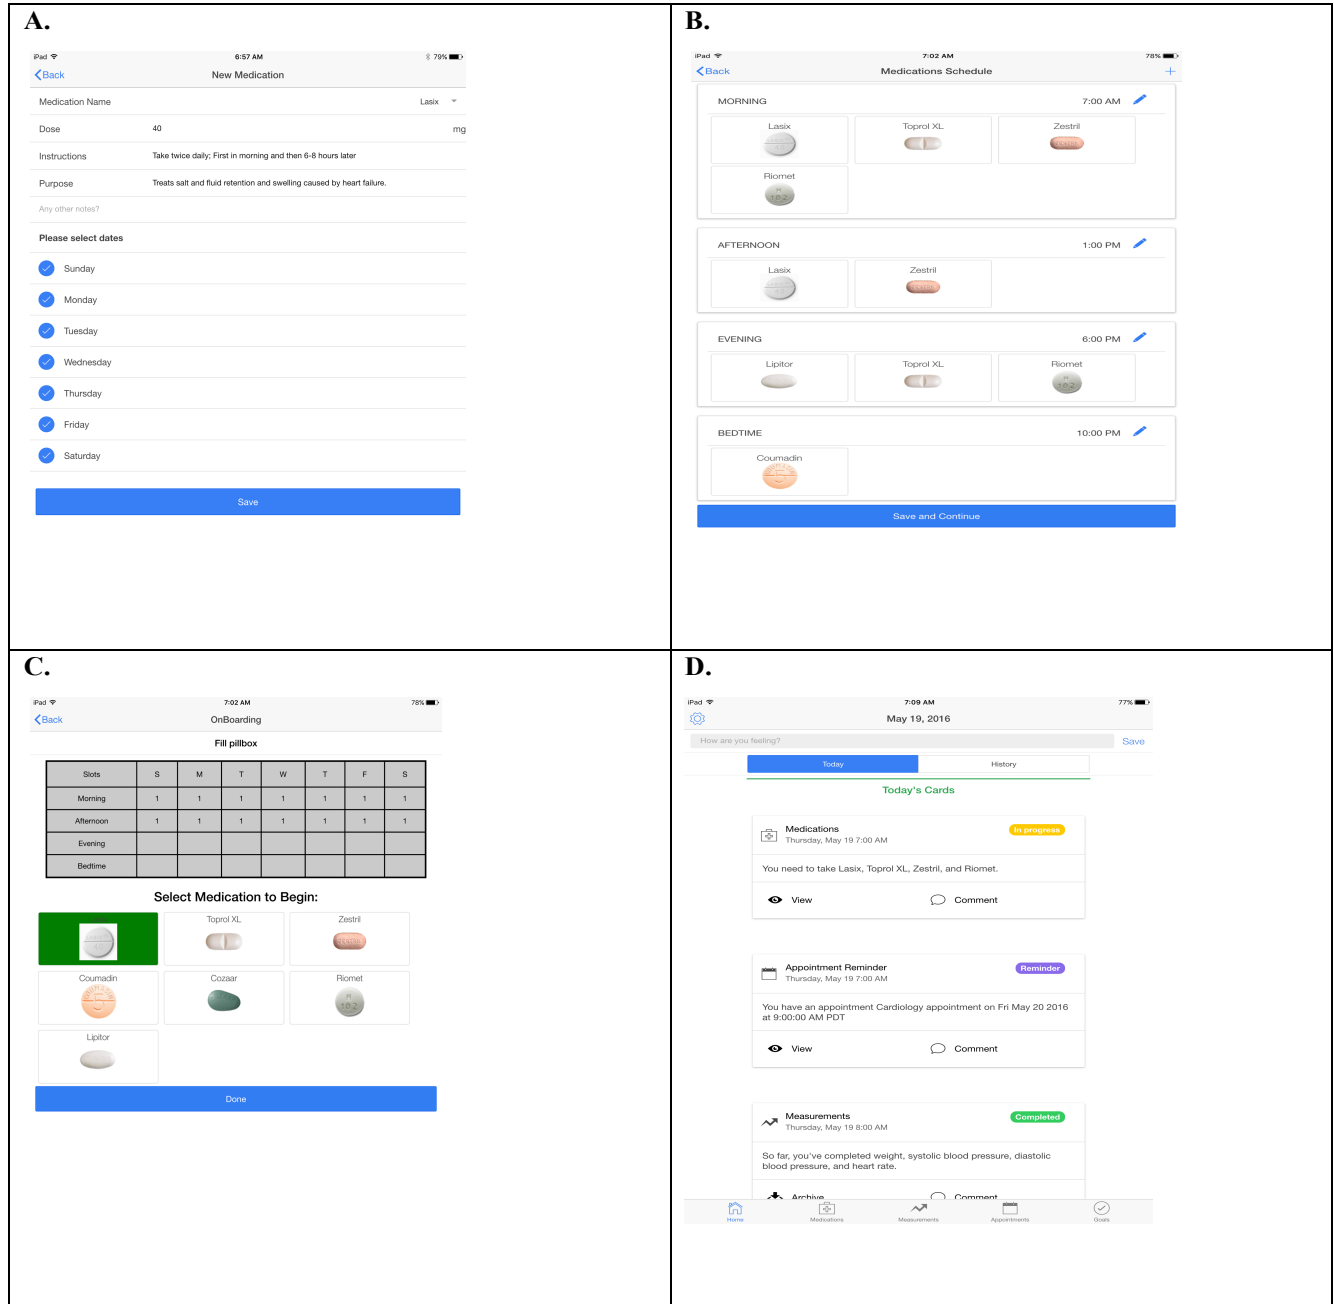 A.
iPad 6:57 AM 79%
Back New Medication
Medication Name Lasix
Dose 40 mg
Instructions Take twice daily; First in morning and then 6-8 hours later
Purpose Treats salt and fluid retention and swelling caused by heart failure.
Any other notes?
Please select dates
Sunday
Monday
Tuesday
Wednesday
Thursday
Friday
Saturday
Save
B.
iPad 7:02 AM 78%
Back Medications Schedule +
MORNING 7:00 AM
Lasix Toprol XL Zestril
Riomet
AFTERNOON 1:00 PM
Lasix Zestril
EVENING 6:00 PM
Lipitor Toprol XL Riomet
BEDTIME 10:00 PM
Coumadin
5
Save and Continue
C.
iPad 7:02 AM 78%
Back OnBoarding
Fill pillbox
Slots S M T W T F S
Morning 1 1 1 1 1 1 1
Afternoon 1 1 1 1 1 1 1
Evening
Bedtime
Select Medication to Begin:
Toprol XL Zestril
Coumadin Cozaar Riomet
5
Lipitor
Done
D.
iPad 7:09 AM 77%
May 19, 2016
How are you feeling? Save
Today History
Today's Cards
Medications In progress
Thursday, May 19 7:00 AM
You need to take Lasix, Toprol XL, Zestril, and Riomet.
View Comment
Appointment Reminder Reminder
Thursday, May 19 7:00 AM
You have an appointment Cardiology appointment on Fri May 20 2016
at 9:00:00 AM PDT
View Comment
Measurements Completed
Thursday, May 19 8:00 AM
So far, you've completed weight, systolic blood pressure, diastolic
blood pressure, and heart rate.
Archive Comment
Home Medications Measurements Appointments Goals